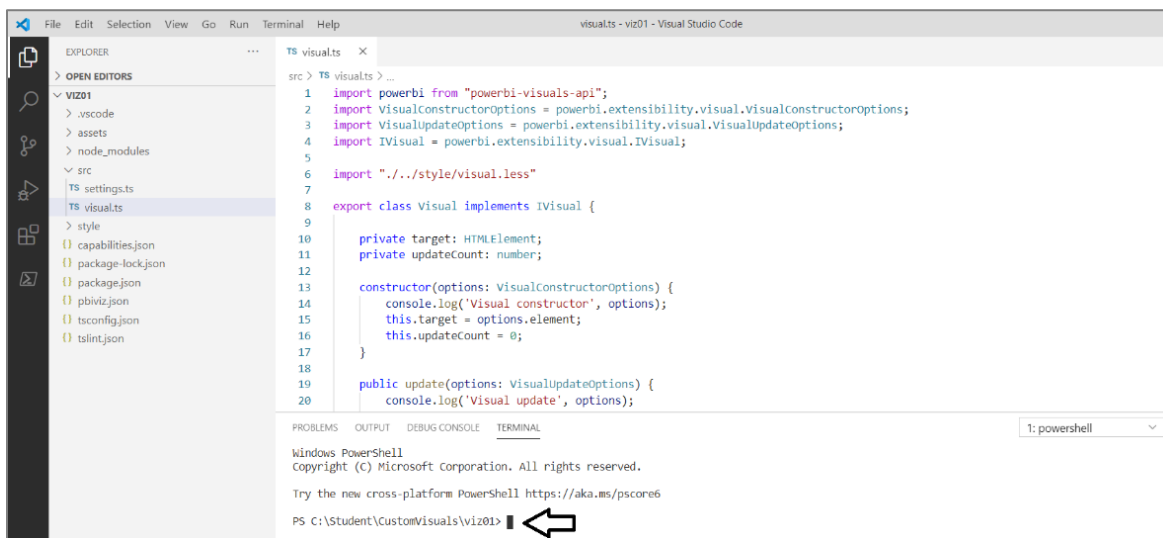 File Edit Selection View Go Run Terminal Help
visual.ts - viz01 - Visual Studio Code
EXPLORER ...
OPEN EDITORS
VIZ01
.vscode
assets
node_modules
src
TS settings.ts
TS visual.ts
style
{} capabilities.json
{} package-lock.json
{} package.json
{} pbiviz.json
{} tsconfig.json
{} tslint.json
TS visual.ts ×
src > TS visual.ts > ...
1 import powerbi from "powerbi-visuals-api";
2 import VisualConstructorOptions = powerbi.extensibility.visual.VisualConstructorOptions;
3 import VisualUpdateOptions = powerbi.extensibility.visual.VisualUpdateOptions;
4 import IVisual = powerbi.extensibility.visual.IVisual;
5
6 import "./../style/visual.less"
7
8 export class Visual implements IVisual {
9
10 private target: HTMLElement;
11 private updateCount: number;
12
13 constructor(options: VisualConstructorOptions) {
14 console.log('Visual constructor', options);
15 this.target = options.element;
16 this.updateCount = 0;
17 }
18
19 public update(options: VisualUpdateOptions) {
20 console.log('Visual update', options);
PROBLEMS OUTPUT DEBUG CONSOLE TERMINAL
1: powershell
Windows PowerShell
Copyright (C) Microsoft Corporation. All rights reserved.
Try the new cross-platform PowerShell https://aka.ms/pscore6
PS C:\Student\CustomVisuals\viz01>